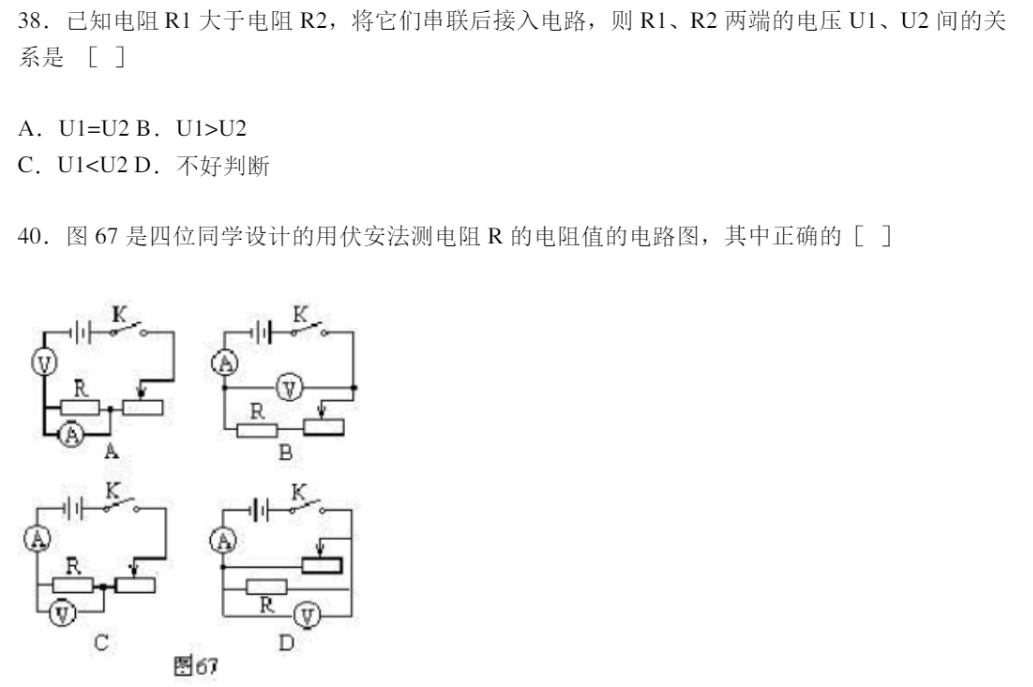 38．已知电阻 R1 大于电阻 R2，将它们串联后接入电路，则 R1、R2 两端的电压 U1、U2 间的关
系是 ［ ］
A．U1=U2 B．U1>U2
C．U1<U2 D．不好判断
40．图 67 是四位同学设计的用伏安法测电阻 R 的电阻值的电路图，其中正确的［ ］
K K
V A
R V
R
A
A B
K K
A A
R
R
V V
C D
图67